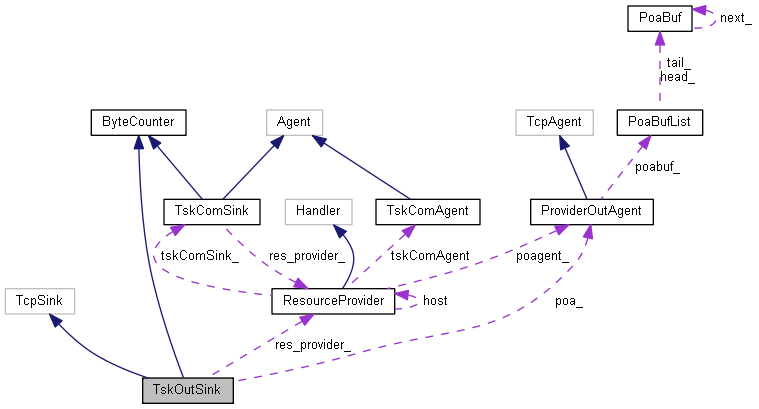 PoaBuf
next_
tail_
head_
ByteCounter
Agent
TcpAgent
PoaBufList
poabuf_
TskComSink
Handler
TskComAgent
ProviderOutAgent
tskComSink_
res_provider_
tskComAgent
poagent_
TcpSink
ResourceProvider
host
poa_
res_provider_
TskOutSink